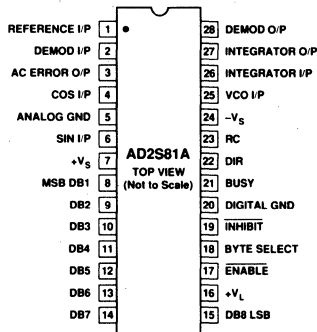 REFERENCE I/P 1 28 DEMOD O/P
DEMOD I/P 2 27 INTEGRATOR O/P
AC ERROR O/P 3 26 INTEGRATOR I/P
COS I/P 4 25 VCO I/P
ANALOG GND 5 24 –VS
SIN I/P 6 23 RC
+VS 7 AD2S81A 22 DIR
TOP VIEW
MSB DB1 8 (Not to Scale) 21 BUSY
DB2 9 20 DIGITAL GND
DB3 10 19 INHIBIT
DB4 11 18 BYTE SELECT
DB5 12 17 ENABLE
DB6 13 16 +VL
DB7 14 15 DB8 LSB